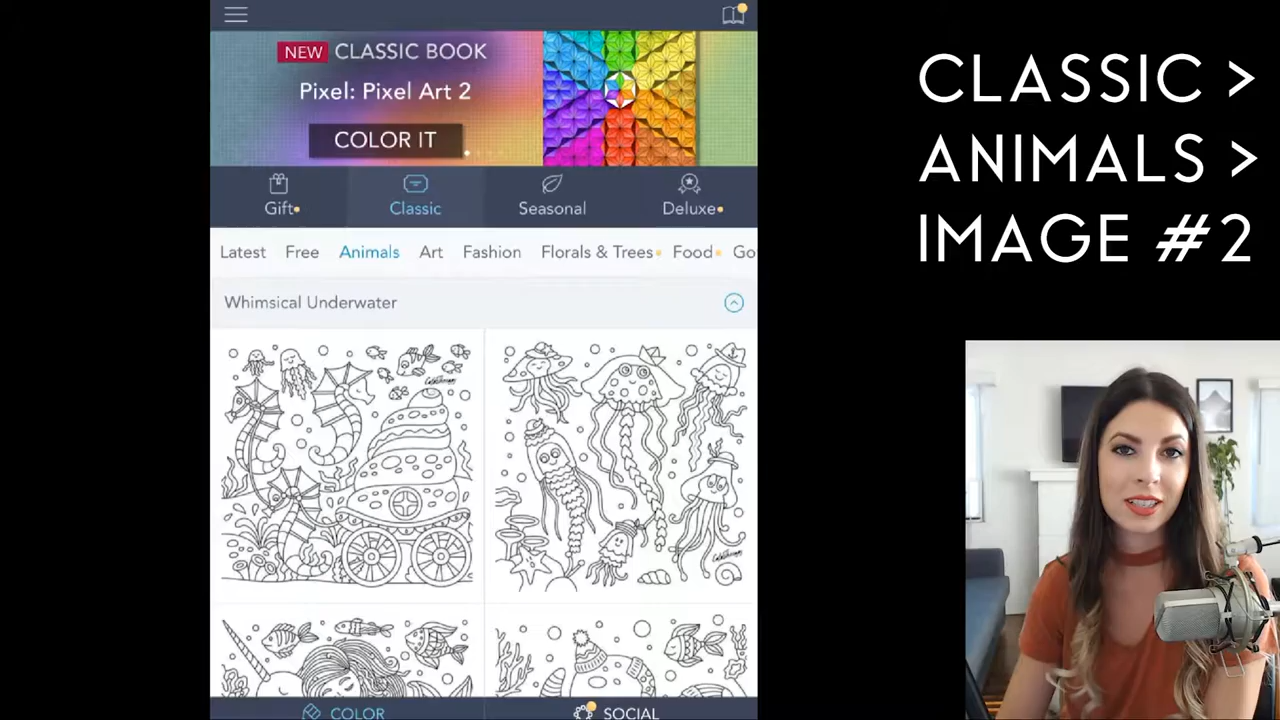 NEW CLASSIC BOOK
Pixel: Pixel Art 2
COLOR IT
Gift
Classic
Seasonal
Deluxe
Latest
Free
Animals
Art
Fashion
Florals & Trees
Food
Go
Whimsical Underwater
COLOR
SOCIAL
CLASSIC >
ANIMALS >
IMAGE #2